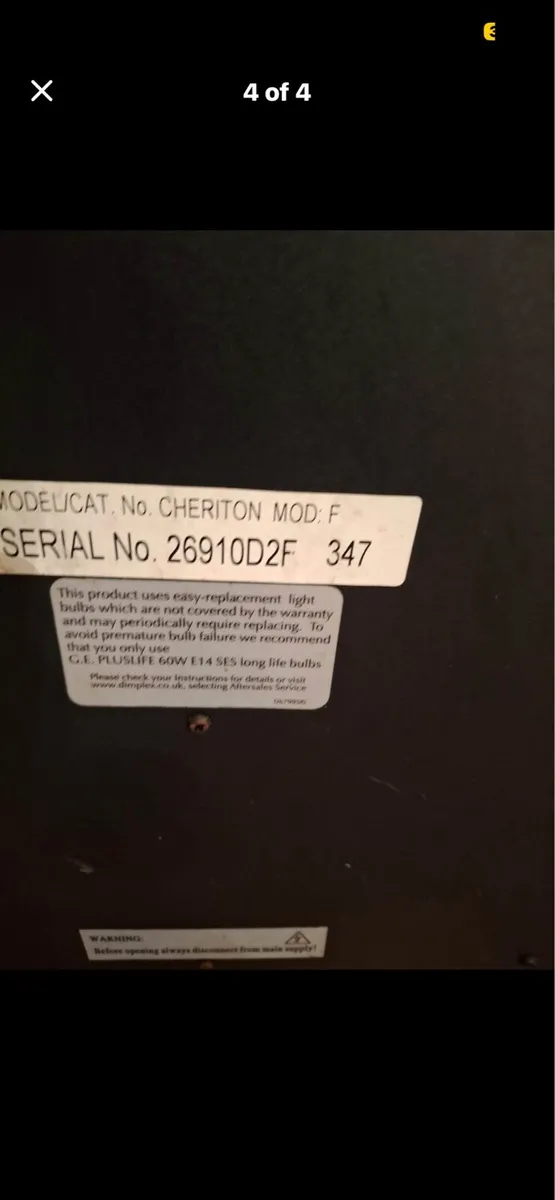 4 of 4
MODEL/CAT. No. CHERITON MOD: F
SERIAL No. 26910D2F 347
This product uses easy-replacement light
bulbs which are not covered by the warranty
and may periodically require replacing. To
avoid premature bulb failure we recommend
that you only use
G.E. PLUSLIFE 60W E14 SES long life bulbs
Please check your Instructions for details or visit
www.dimplex.co.uk, selecting Aftersales Service
WARNING:
Before opening always disconnect from main supply!